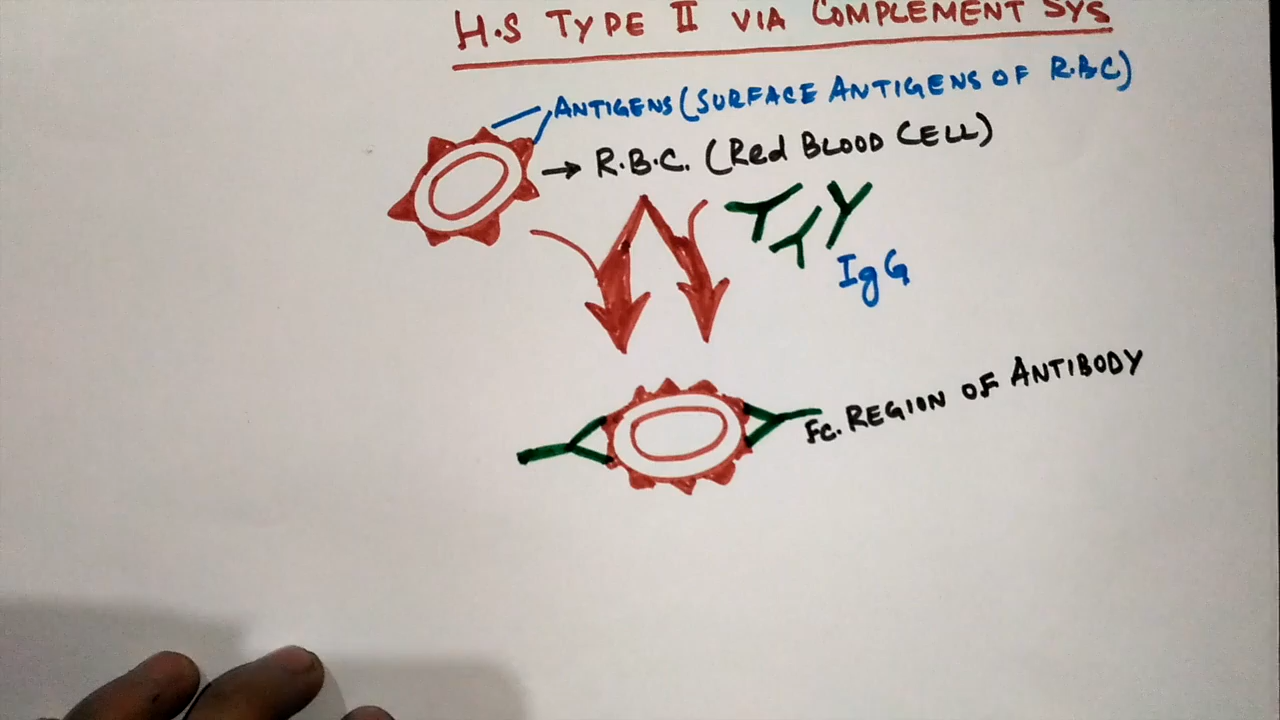 H.S TYPE II VIA COMPLEMENT SYS
ANTIGENS (SURFACE ANTIGENS OF R.B.C)
R.B.C. (Red BLOOD CELL)
IgG
Fc. REGION OF ANTIBODY